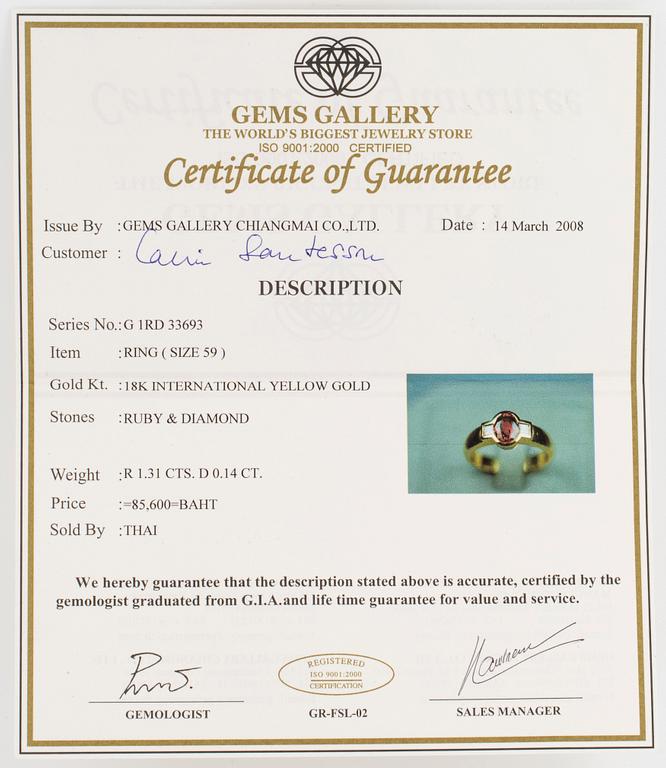 GEMS GALLERY
THE WORLD'S BIGGEST JEWELRY STORE
ISO 9001:2000 CERTIFIED
Certificate of Guarantee
Issue By : GEMS GALLERY CHIANGMAI CO.,LTD. Date : 14 March 2008
Customer :
DESCRIPTION
Series No.: G 1RD 33693
Item : RING ( SIZE 59 )
Gold Kt. : 18K INTERNATIONAL YELLOW GOLD
Stones : RUBY & DIAMOND
Weight : R 1.31 CTS. D 0.14 CT.
Price :=85,600=BAHT
Sold By : THAI
We hereby guarantee that the description stated above is accurate, certified by the
gemologist graduated from G.I.A.and life time guarantee for value and service.
REGISTERED
ISO 9001:2000
CERTIFICATION
GEMOLOGIST GR-FSL-02 SALES MANAGER